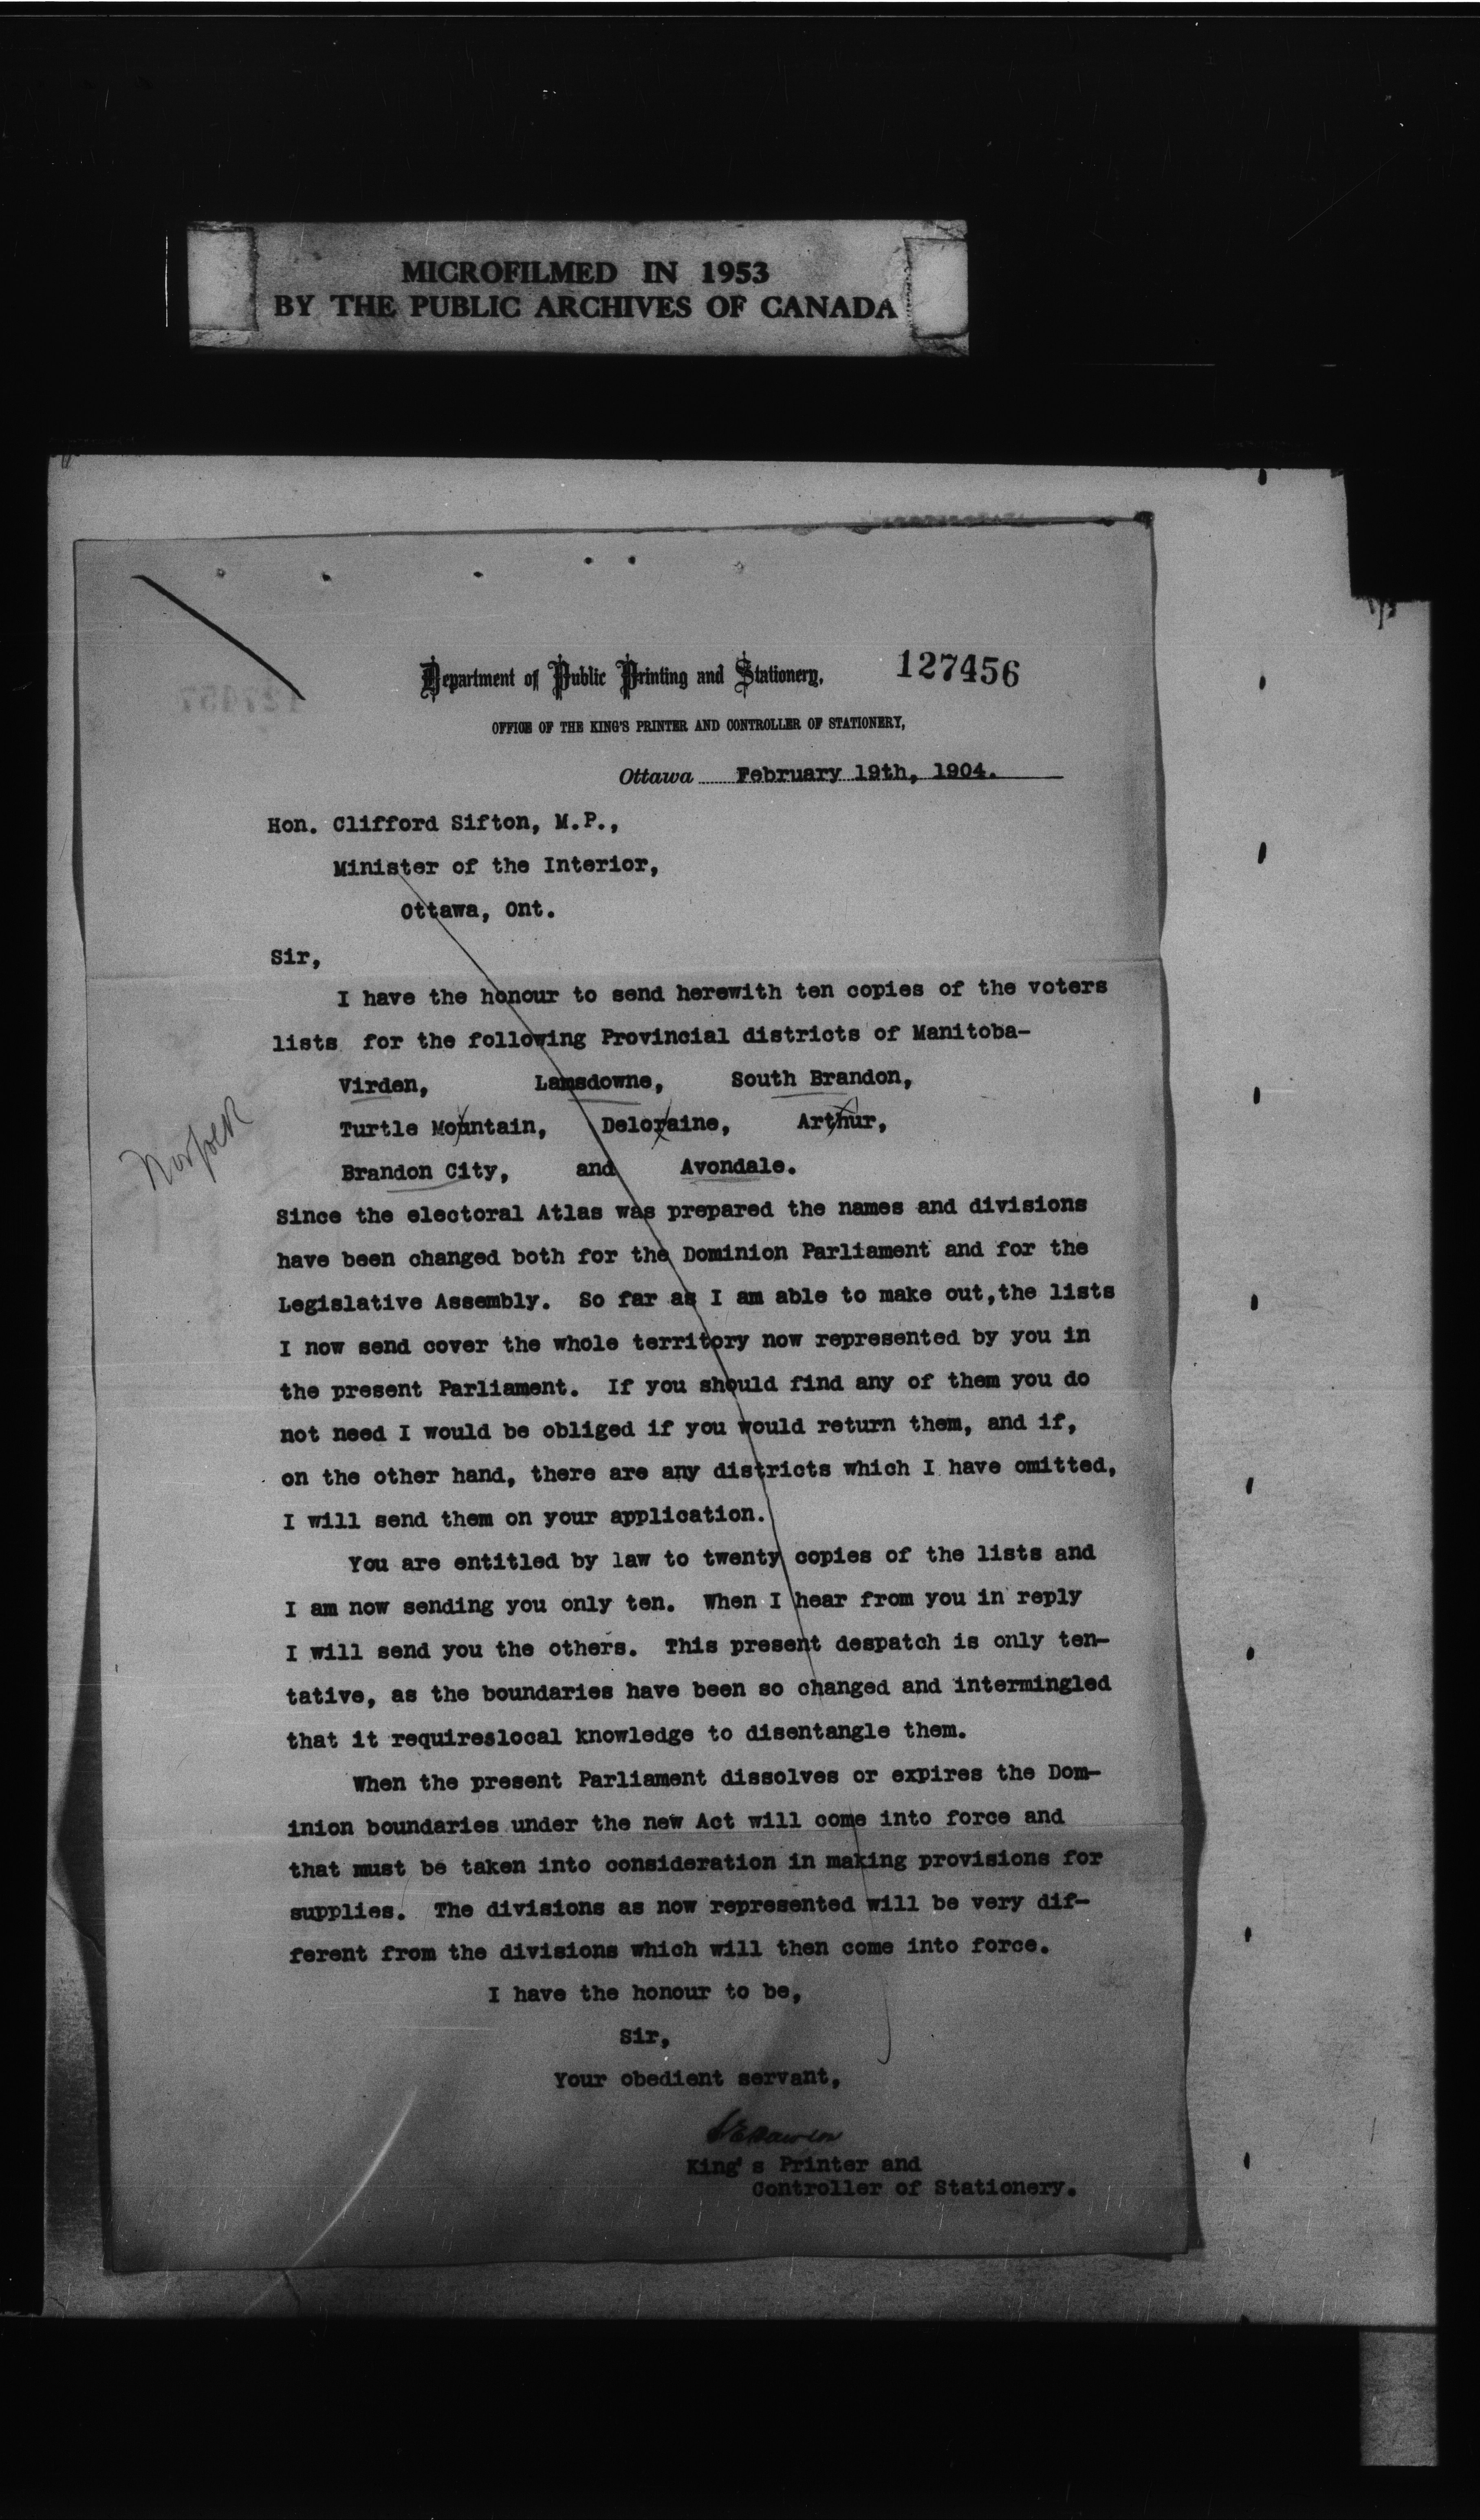 MICROFILMED IN 1953
BY THE PUBLIC ARCHIVES OF CANADA
Department of Public Printing and Stationery,
127456
OFFICE OF THE KING'S PRINTER AND CONTROLLER OF STATIONERY,
Ottawa February 19th, 1904.
Hon. Clifford Sifton, M.P.,
Minister of the Interior,
Ottawa, Ont.
Sir,
I have the honour to send herewith ten copies of the voters
lists for the following Provincial districts of Manitoba-
Virden, Lansdowne, South Brandon,
Turtle Mountain, Deloraine, Arthur,
Norfolk
Brandon City, and Avondale.
Since the electoral Atlas was prepared the names and divisions
have been changed both for the Dominion Parliament and for the
Legislative Assembly. So far as I am able to make out,the lists
I now send cover the whole territory now represented by you in
the present Parliament. If you should find any of them you do
not need I would be obliged if you would return them, and if,
on the other hand, there are any districts which I have omitted,
I will send them on your application.
You are entitled by law to twenty copies of the lists and
I am now sending you only ten. When I hear from you in reply
I will send you the others. This present despatch is only ten-
tative, as the boundaries have been so changed and intermingled
that it requireslocal knowledge to disentangle them.
When the present Parliament dissolves or expires the Dom-
inion boundaries under the new Act will come into force and
that must be taken into consideration in making provisions for
supplies. The divisions as now represented will be very dif-
ferent from the divisions which will then come into force.
I have the honour to be,
Sir,
Your obedient servant,
SEDawson
King's Printer and
Controller of Stationery.